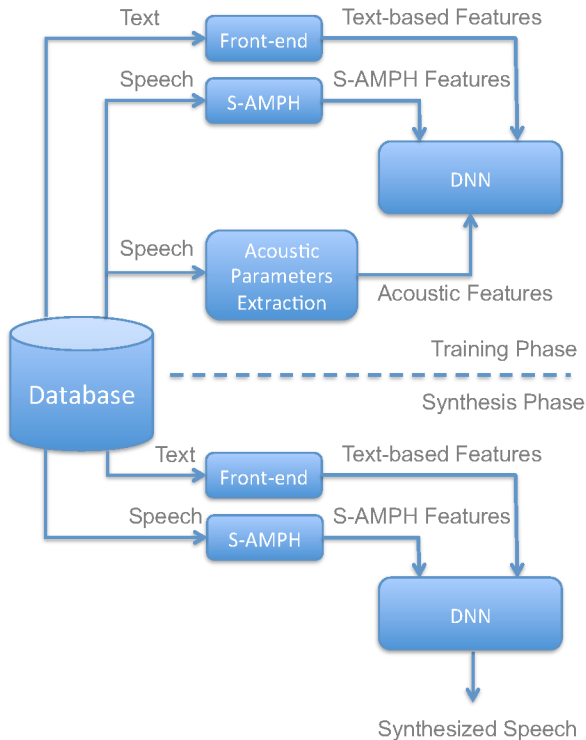 Text
Front-end
Text-based Features
Speech
S-AMPH
S-AMPH Features
DNN
Speech
Acoustic
Parameters
Extraction
Acoustic Features
Training Phase
Database
Synthesis Phase
Text
Front-end
Text-based Features
Speech
S-AMPH
S-AMPH Features
DNN
Synthesized Speech